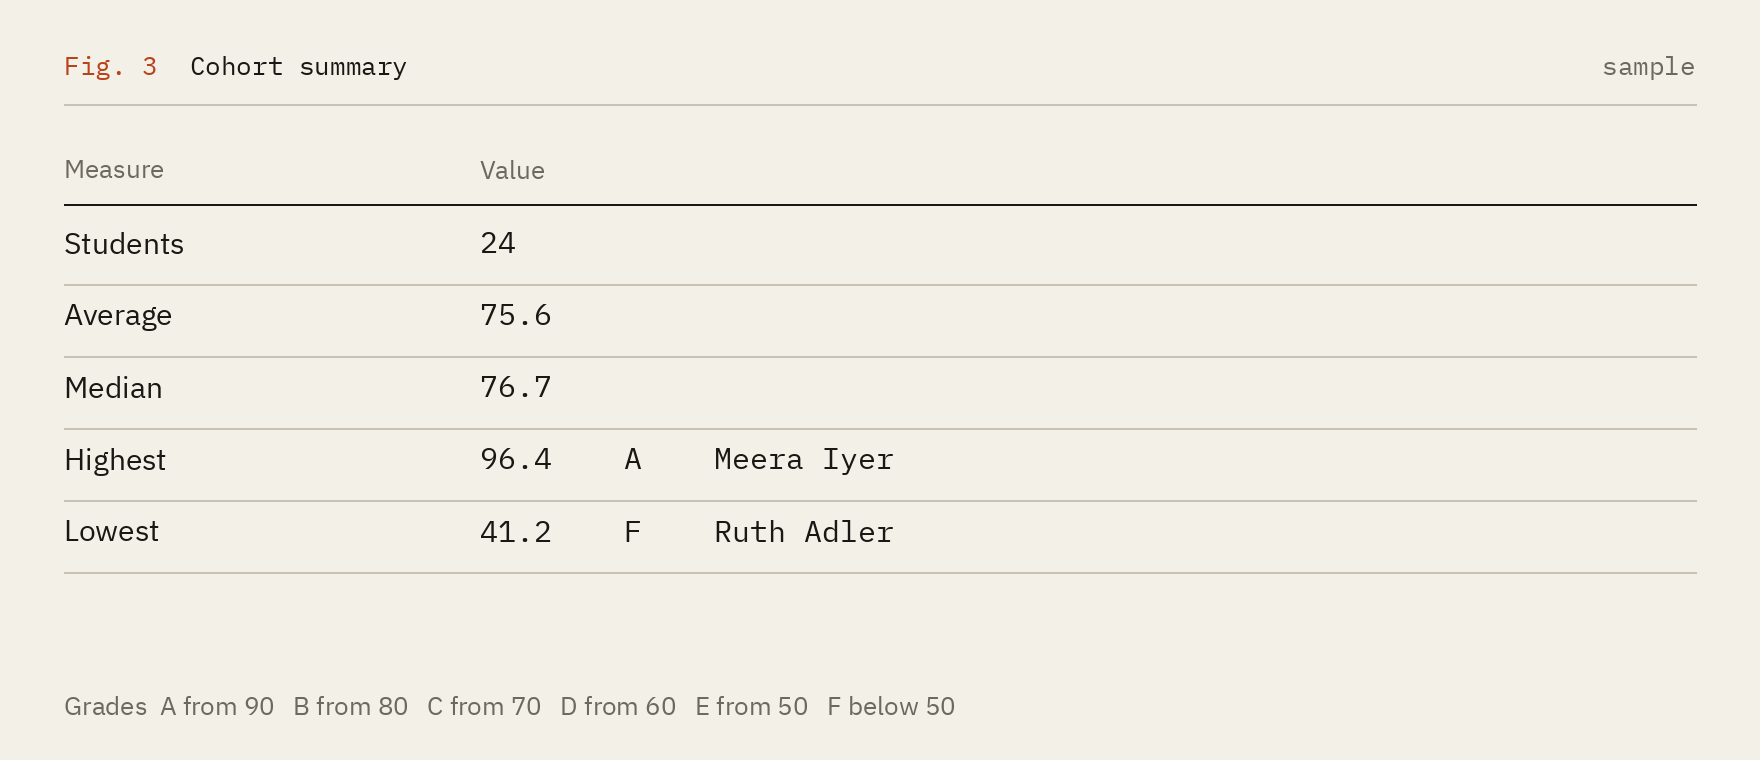 Fig. 3 Cohort summary sample
Measure Value
Students 24
Average 75.6
Median 76.7
Highest 96.4 A Meera Iyer
Lowest 41.2 F Ruth Adler
Grades A from 90 B from 80 C from 70 D from 60 E from 50 F below 50